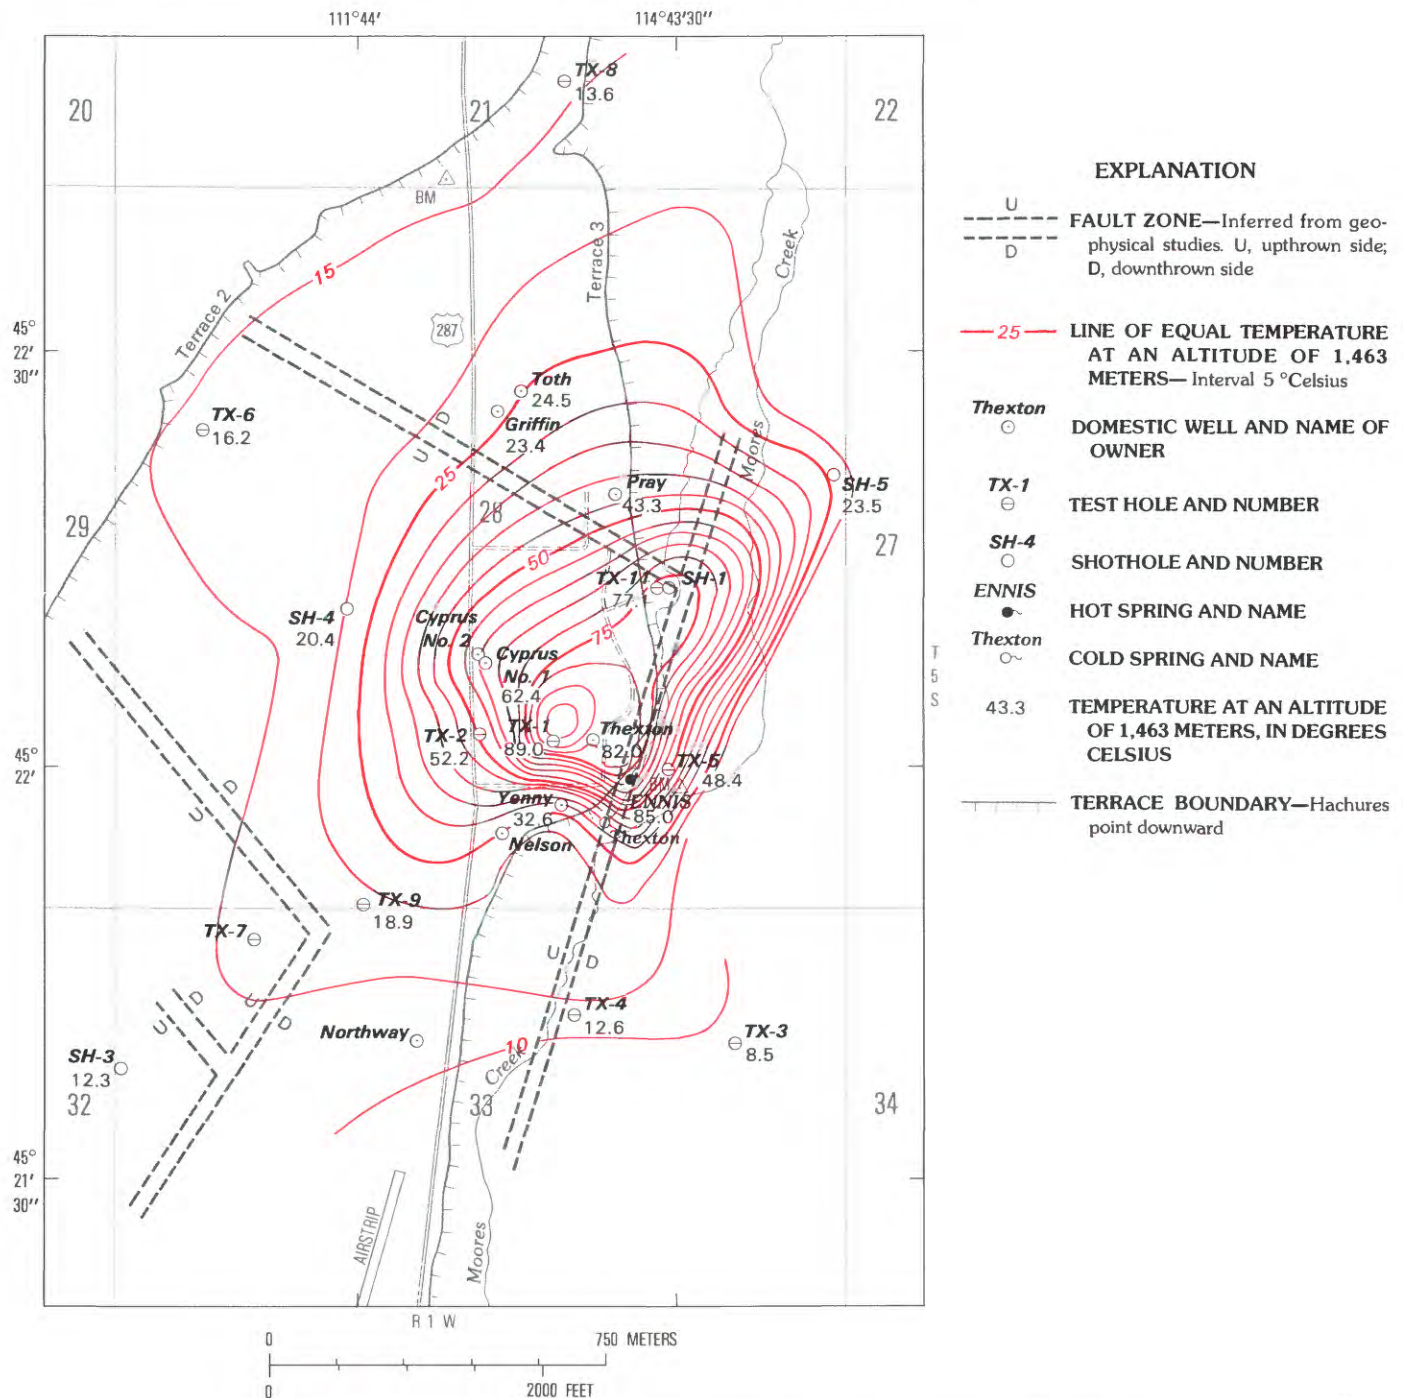 111°44′
114°43′30″
TX-8
13.6
20
21
22
BM
Terrace 3
Creek
15
Terrace 2
287
45°
22′
30″
Toth
24.5
Griffin
23.4
D
U
TX-6
16.2
25
Moores
SH-5
23.5
Pray
43.3
28
29
27
50
TX-11
77.1
SH-1
SH-4
20.4
Cyprus
No. 2
75
Cyprus
No. 1
62.4
T
5
S
TX-2
52.2
TX-1
89.0
Thexton
82.0
TX-5
48.4
45°
22′
BM
D
U
Yenny
32.6
ENNIS
85.0
Nelson
Thexton
TX-9
18.9
TX-7
U
D
D
U
U
D
TX-4
12.6
TX-3
8.5
Northway
10
Creek
SH-3
12.3
32
33
34
45°
21′
30″
AIRSTRIP
Moores
R 1 W
0
750 METERS
0
2000 FEET
EXPLANATION
U
D
FAULT ZONE—Inferred from geo-
physical studies. U, upthrown side;
D, downthrown side
25
LINE OF EQUAL TEMPERATURE
AT AN ALTITUDE OF 1,463
METERS— Interval 5 °Celsius
Thexton
DOMESTIC WELL AND NAME OF
OWNER
TX-1
TEST HOLE AND NUMBER
SH-4
SHOTHOLE AND NUMBER
ENNIS
HOT SPRING AND NAME
Thexton
COLD SPRING AND NAME
43.3
TEMPERATURE AT AN ALTITUDE
OF 1,463 METERS, IN DEGREES
CELSIUS
TERRACE BOUNDARY—Hachures
point downward